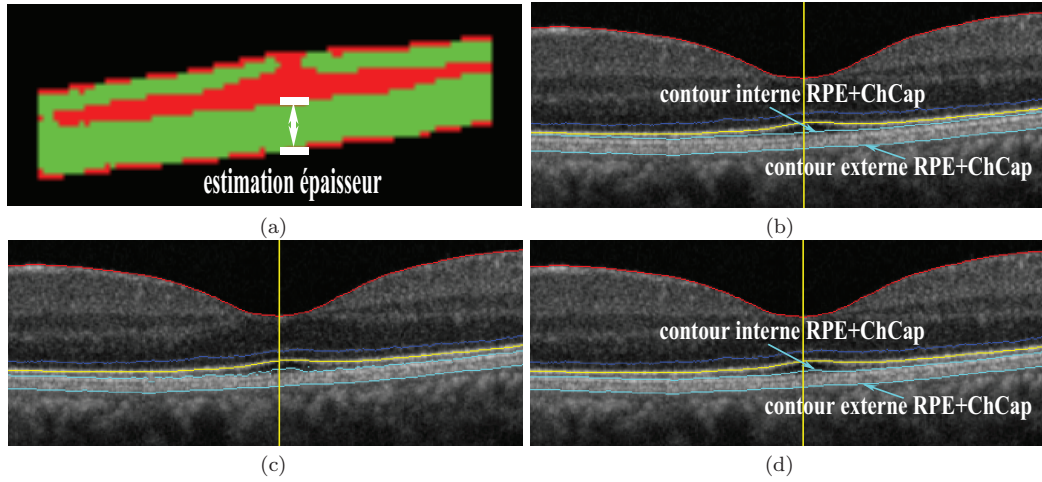 estimation épaisseur
(a)
contour interne RPE+ChCap
contour externe RPE+ChCap
(b)
(c)
contour interne RPE+ChCap
contour externe RPE+ChCap
(d)